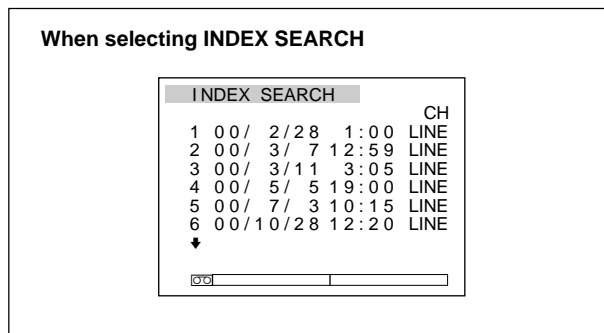 When selecting INDEX SEARCH
INDEX SEARCH
CH
1 00/ 2/28 1:00 LINE
2 00/ 3/ 7 12:59 LINE
3 00/ 3/11 3:05 LINE
4 00/ 5/ 5 19:00 LINE
5 00/ 7/ 3 10:15 LINE
6 00/10/28 12:20 LINE